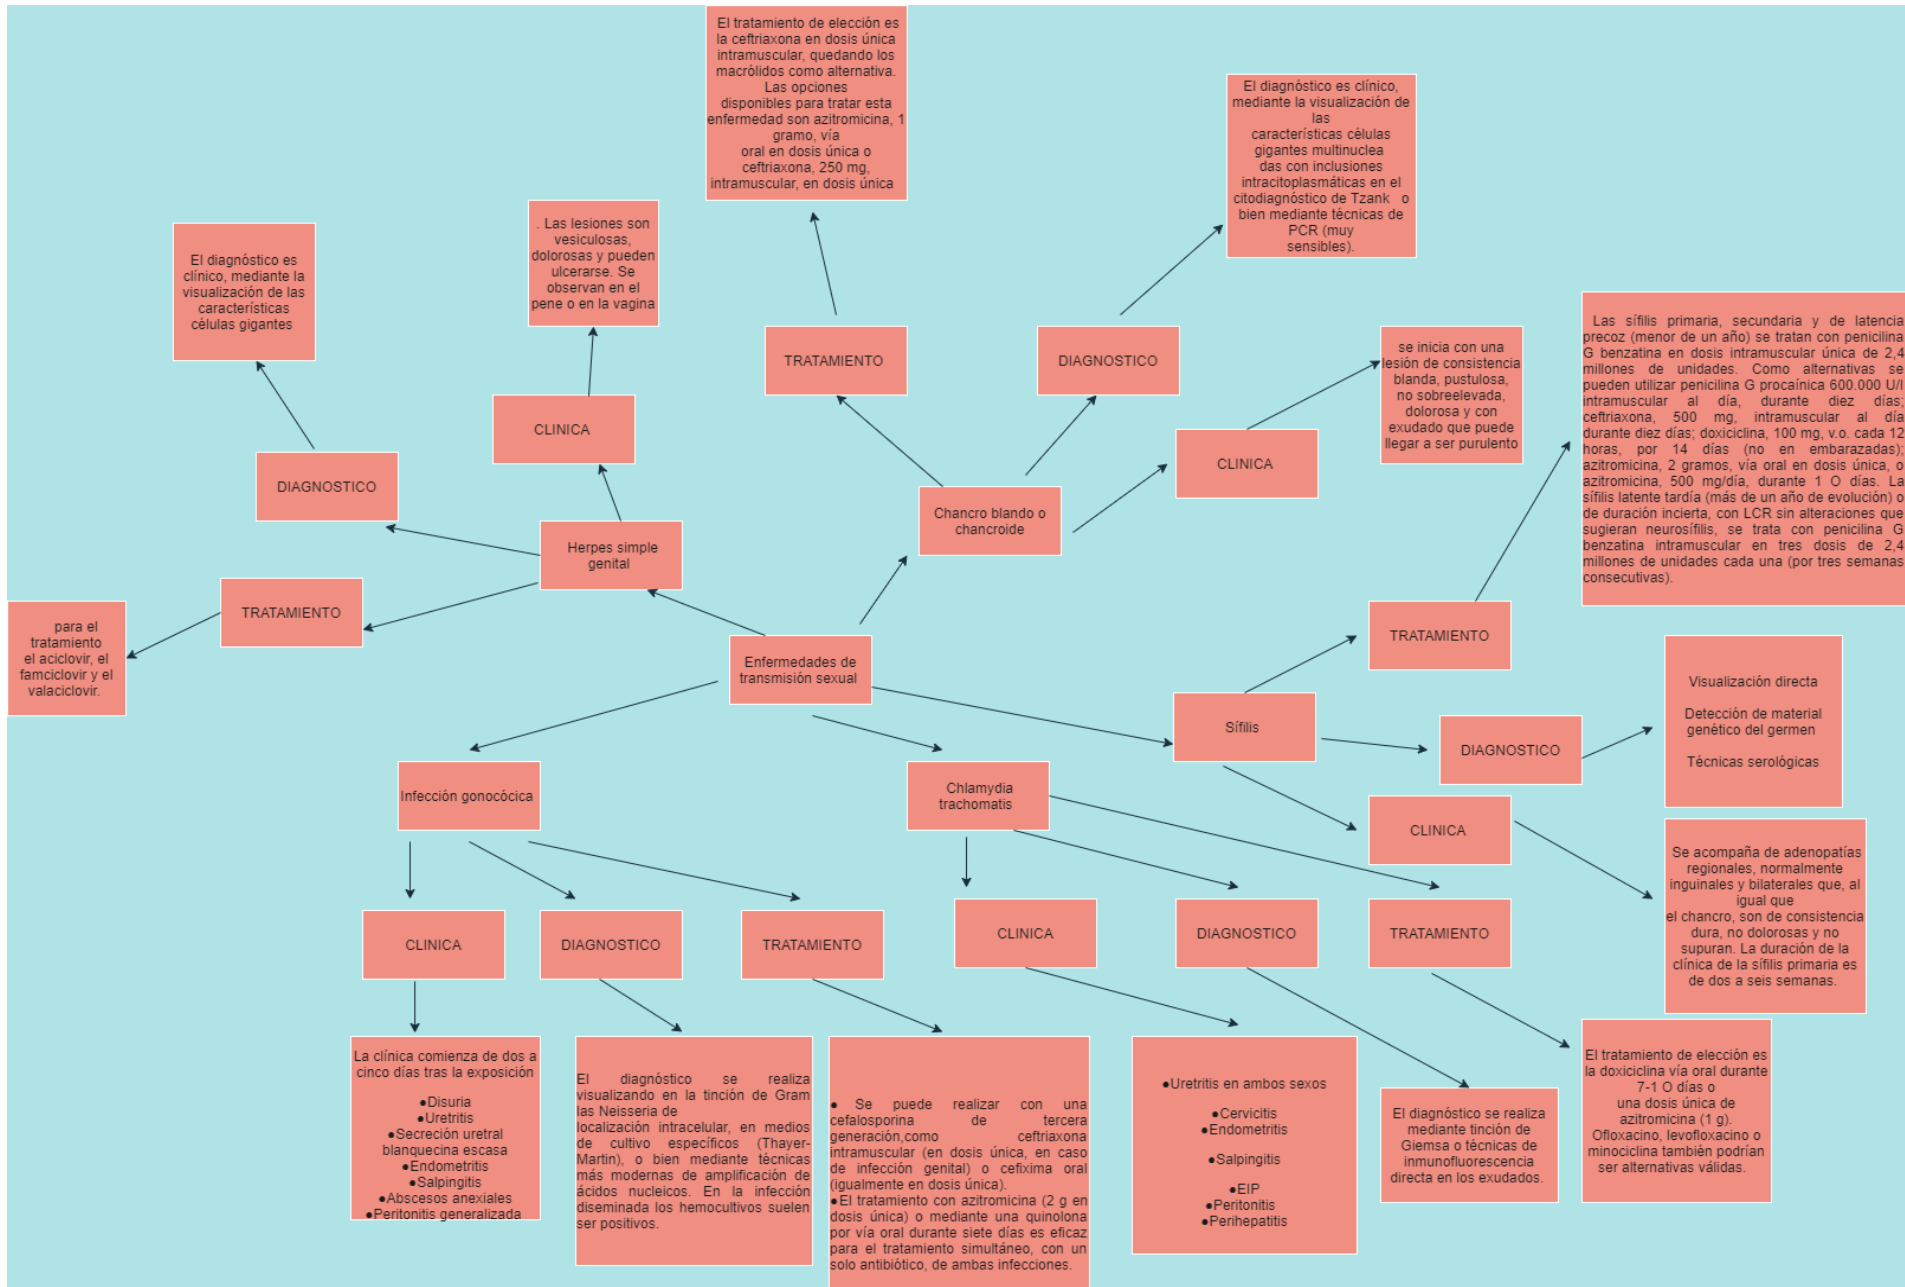 El tratamiento de elección es
la ceftriaxona en dosis única
intramuscular, quedando los
macrólidos como alternativa.
Las opciones
disponibles para tratar esta
enfermedad son azitromicina, 1
gramo, vía
oral en dosis única o
ceftriaxona, 250 mg,
intramuscular, en dosis única
El diagnóstico es clínico,
mediante la visualización de
las
características células
gigantes multinuclea
das con inclusiones
intracitoplasmáticas en el
citodiagnóstico de Tzank o
bien mediante técnicas de
PCR (muy
sensibles).
. Las lesiones son
vesiculosas,
dolorosas y pueden
ulcerarse. Se
observan en el
pene o en la vagina
El diagnóstico es
clínico, mediante la
visualización de las
características
células gigantes
TRATAMIENTO
DIAGNOSTICO
se inicia con una
lesión de consistencia
blanda, pustulosa,
no sobreelevada,
dolorosa y con
exudado que puede
llegar a ser purulento
Las sífilis primaria, secundaria y de latencia
precoz (menor de un año) se tratan con penicilina
G benzatina en dosis intramuscular única de 2,4
millones de unidades. Como alternativas se
pueden utilizar penicilina G procaínica 600.000 U/I
intramuscular al día, durante diez días;
ceftriaxona, 500 mg, intramuscular al día
durante diez días; doxiciclina, 100 mg, v.o. cada 12
horas, por 14 días (no en embarazadas);
azitromicina, 2 gramos, vía oral en dosis única, o
azitromicina, 500 mg/día, durante 1 O días. La
sífilis latente tardía (más de un año de evolución) o
de duración incierta, con LCR sin alteraciones que
sugieran neurosífilis, se trata con penicilina G
benzatina intramuscular en tres dosis de 2,4
millones de unidades cada una (por tres semanas
consecutivas).
CLINICA
CLINICA
DIAGNOSTICO
Chancro blando o
chancroide
Herpes simple
genital
TRATAMIENTO
para el
tratamiento
el aciclovir, el
famciclovir y el
valaciclovir.
Enfermedades de
transmisión sexual
TRATAMIENTO
Sífilis
DIAGNOSTICO
Visualización directa
Detección de material
genético del germen
Técnicas serológicas
Infección gonocócica
Chlamydia
trachomatis
CLINICA
Se acompaña de adenopatías
regionales, normalmente
inguinales y bilaterales que, al
igual que
el chancro, son de consistencia
dura, no dolorosas y no
supuran. La duración de la
clínica de la sífilis primaria es
de dos a seis semanas.
CLINICA
DIAGNOSTICO
TRATAMIENTO
CLINICA
DIAGNOSTICO
TRATAMIENTO
La clínica comienza de dos a
cinco días tras la exposición
●Disuria
●Uretritis
●Secreción uretral
blanquecina escasa
●Endometritis
●Salpingitis
●Abscesos anexiales
●Peritonitis generalizada
El diagnóstico se realiza
visualizando en la tinción de Gram
las Neisseria de
localización intracelular, en medios
de cultivo específicos (Thayer-
Martin), o bien mediante técnicas
más modernas de amplificación de
ácidos nucleicos. En la infección
diseminada los hemocultivos suelen
ser positivos.
● Se puede realizar con una
cefalosporina de tercera
generación,como ceftriaxona
intramuscular (en dosis única, en caso
de infección genital) o cefixima oral
(igualmente en dosis única).
●El tratamiento con azitromicina (2 g en
dosis única) o mediante una quinolona
por vía oral durante siete días es eficaz
para el tratamiento simultáneo, con un
solo antibiótico, de ambas infecciones.
●Uretritis en ambos sexos
●Cervicitis
●Endometritis
●Salpingitis
●EIP
●Peritonitis
●Perihepatitis
El diagnóstico se realiza
mediante tinción de
Giemsa o técnicas de
inmunofluorescencia
directa en los exudados.
El tratamiento de elección es
la doxiciclina vía oral durante
7-1 O días o
una dosis única de
azitromicina (1 g).
Ofloxacino, levofloxacino o
minociclina también podrían
ser alternativas válidas.